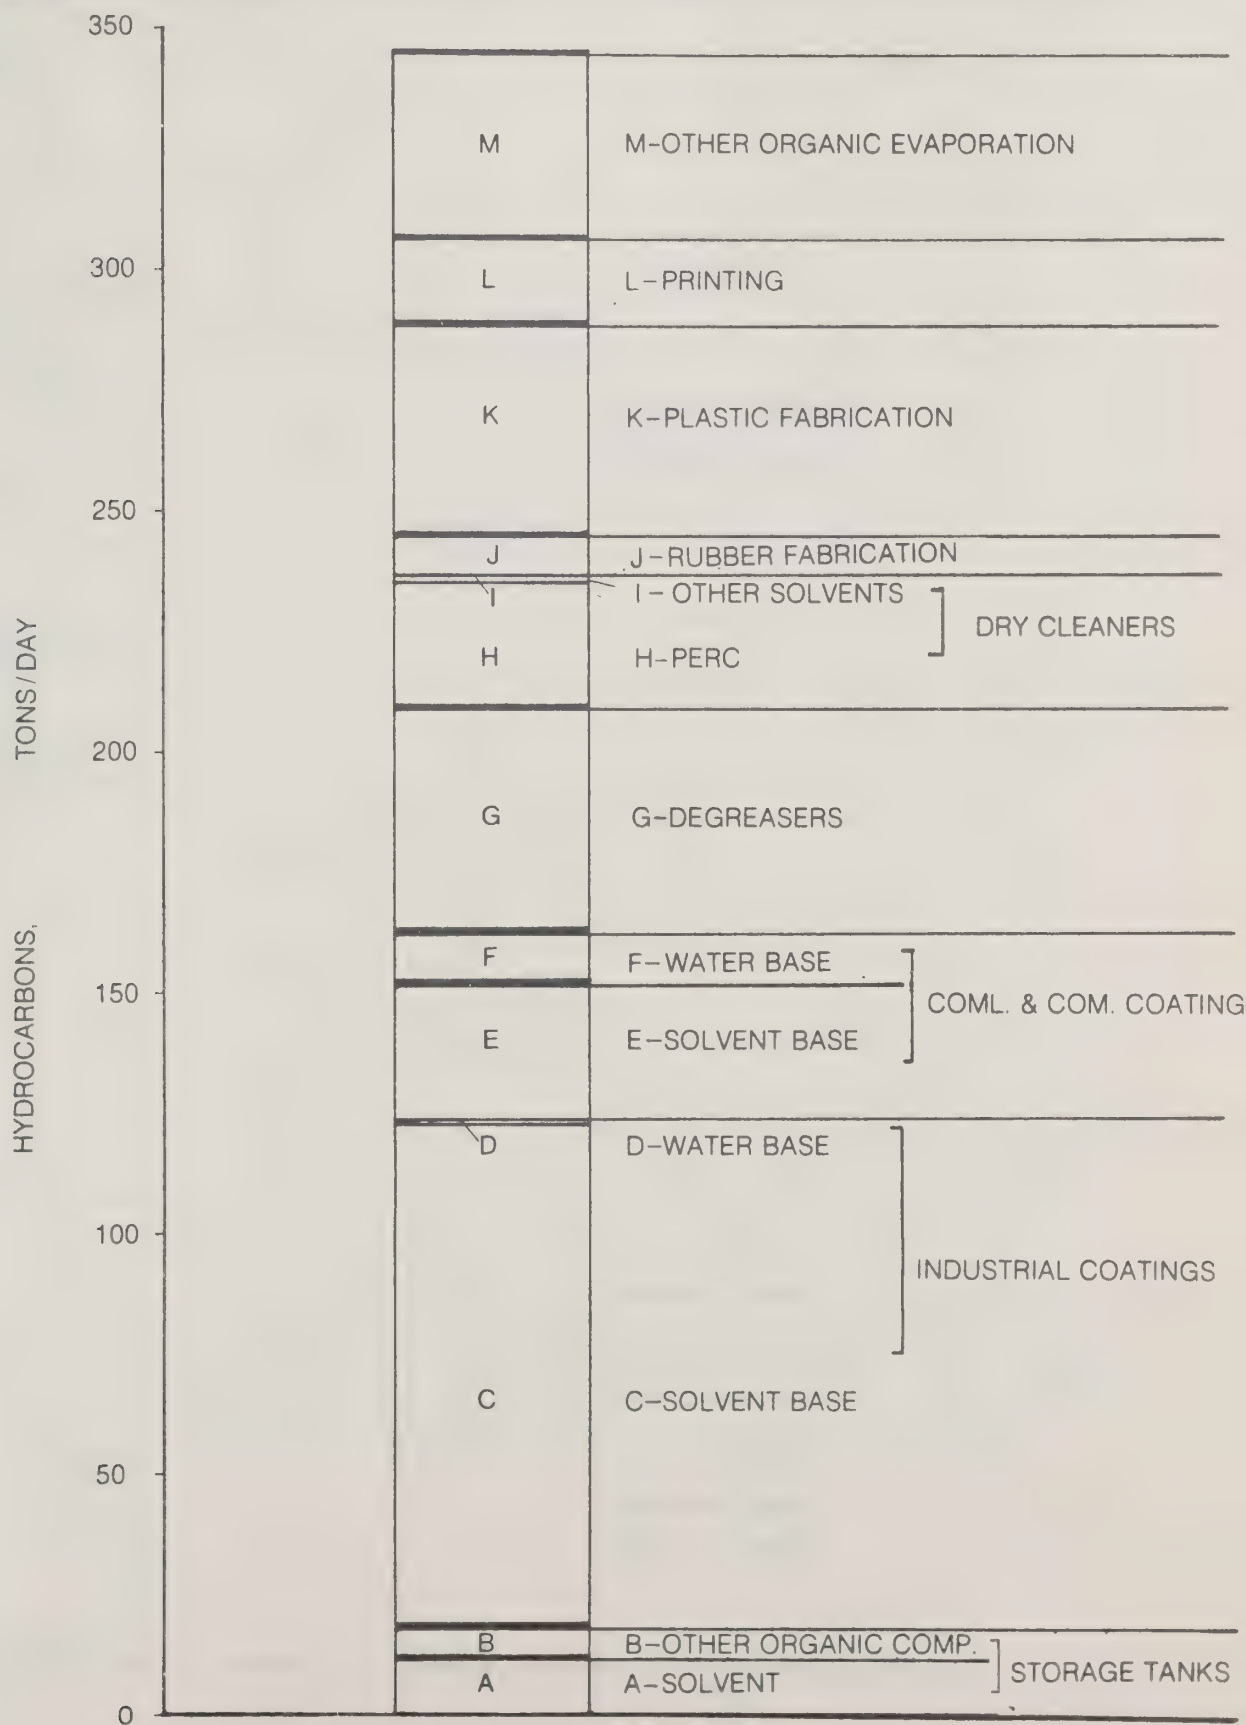 350
M M-OTHER ORGANIC EVAPORATION
300 L L-PRINTING
K K-PLASTIC FABRICATION
250
J J-RUBBER FABRICATION
I I-OTHER SOLVENTS
DRY CLEANERS
H H-PERC
200
G G-DEGREASERS
F F-WATER BASE
150 COML. & COM. COATING
E E-SOLVENT BASE
D D-WATER BASE
100
INDUSTRIAL COATINGS
C C-SOLVENT BASE
50
B B-OTHER ORGANIC COMP.
STORAGE TANKS
A A-SOLVENT
0
HYDROCARBONS, TONS/DAY